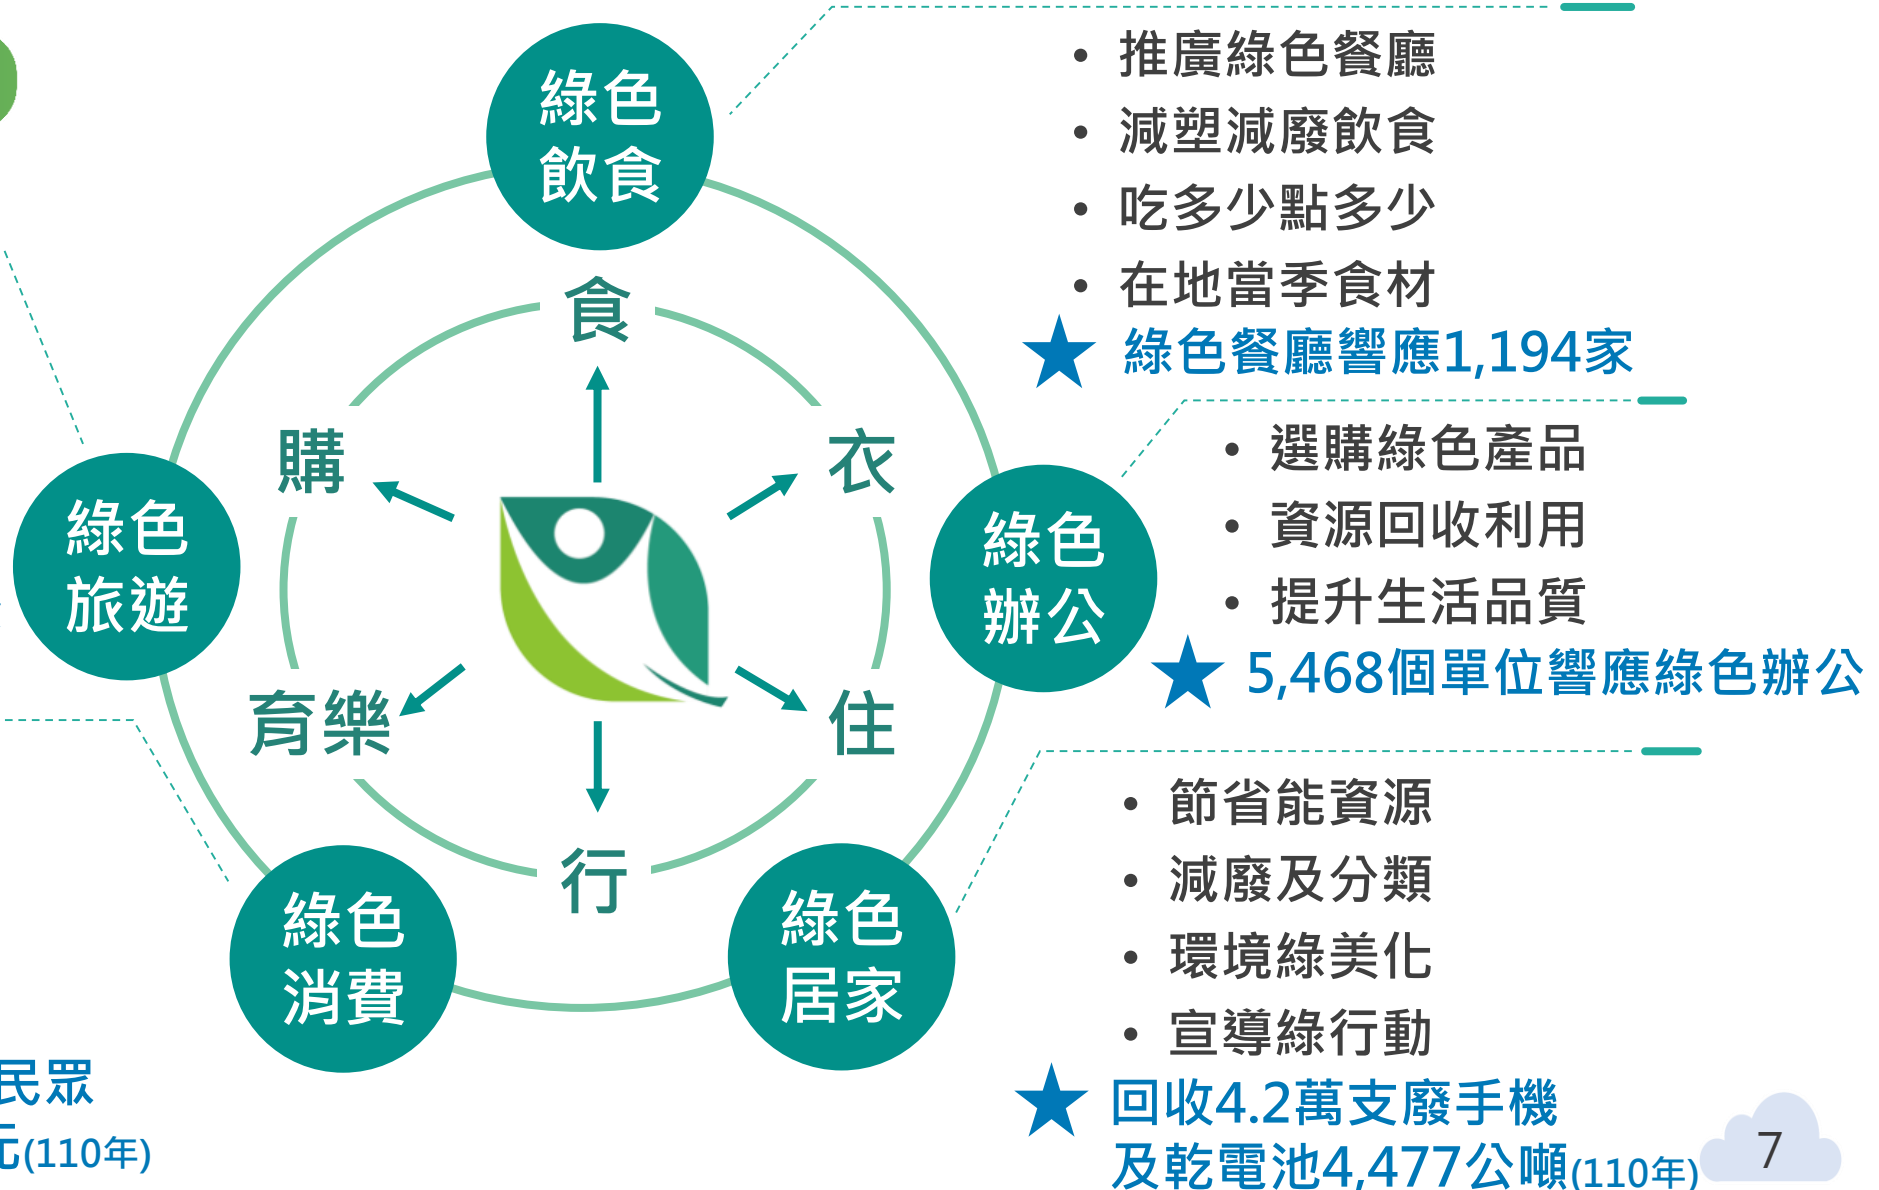 綠色
飲食
食
購
衣
綠色
旅遊
綠色
辦公
育樂
住
行
綠色
消費
綠色
居家
• 推廣綠色餐廳
• 減塑減廢飲食
• 吃多少點多少
• 在地當季食材
★ 綠色餐廳響應1,194家
• 選購綠色產品
• 資源回收利用
• 提升生活品質
★ 5,468個單位響應綠色辦公
• 節省能資源
• 減廢及分類
• 環境綠美化
• 宣導綠行動
★ 回收4.2萬支廢手機
及乾電池4,477公噸(110年)
民眾
(110年)
7